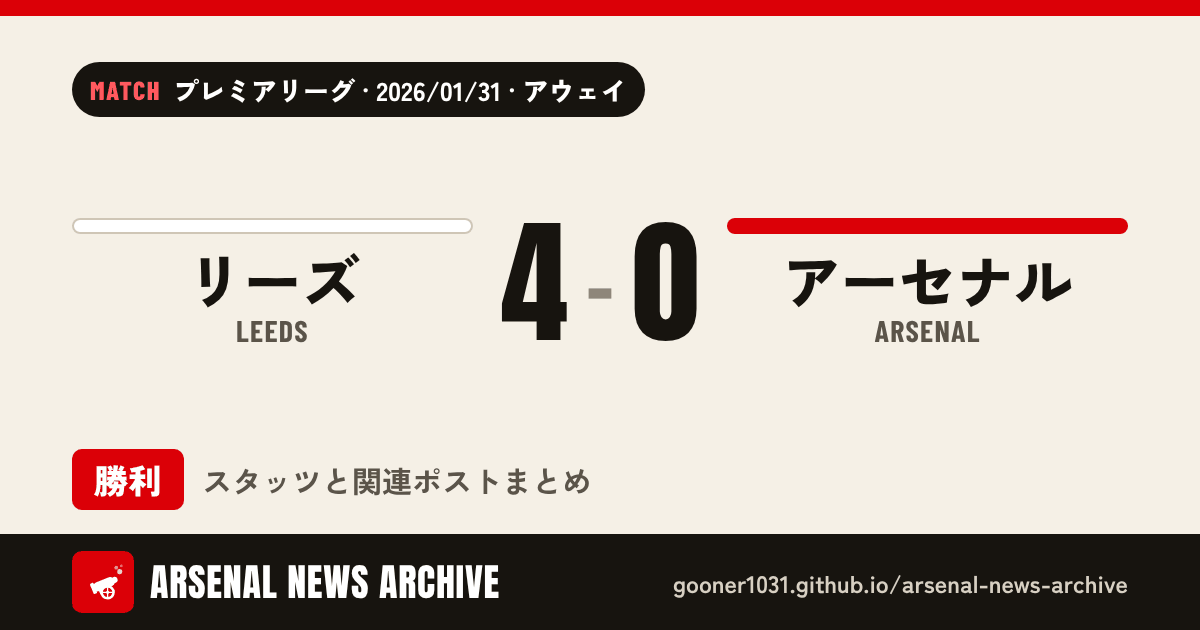 MATCH プレミアリーグ · 2026/01/31 · アウェイ
リーズ 4 - 0 アーセナル
LEEDS ARSENAL
勝利 スタッツと関連ポストまとめ
ARSENAL NEWS ARCHIVE gooner1031.github.io/arsenal-news-archive